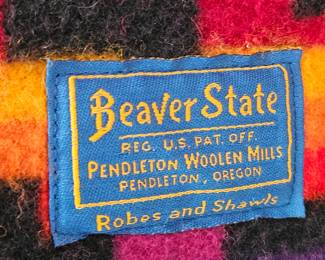 Beaver State
REG. U.S. PAT. OFF.
PENDLETON WOOLEN MILLS
PENDLETON, OREGON
Robes and Shawls